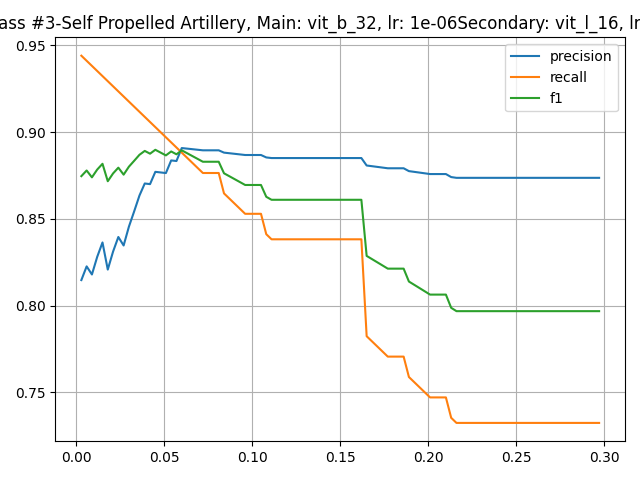 ass #3-Self Propelled Artillery, Main: vit_b_32, lr: 1e-06Secondary: vit_l_16, lr
precision
recall
f1
0.95
0.90
0.85
0.80
0.75
0.00 0.05 0.10 0.15 0.20 0.25 0.30